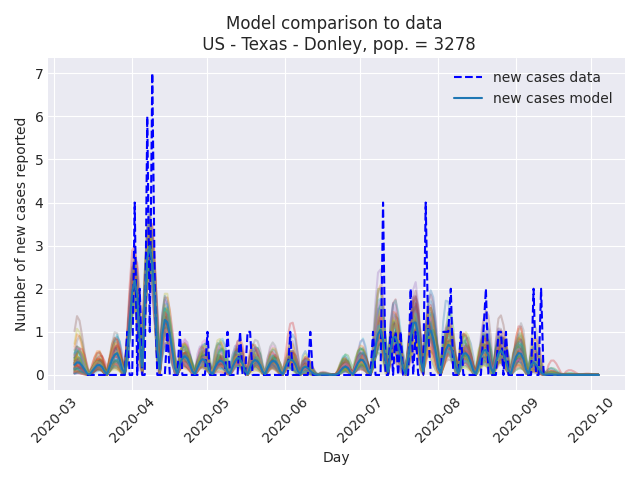 Model comparison to data
US - Texas - Donley, pop. = 3278
new cases data
new cases model
Number of new cases reported
7
6
5
4
3
2
1
0
2020-03
2020-04
2020-05
2020-06
2020-07
2020-08
2020-09
2020-10
Day